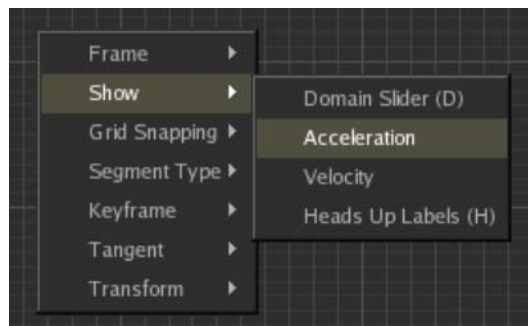 Frame
Show
Grid Snapping
Segment Type
Keyframe
Tangent
Transform
Domain Slider (D)
Acceleration
Velocity
Heads Up Labels (H)